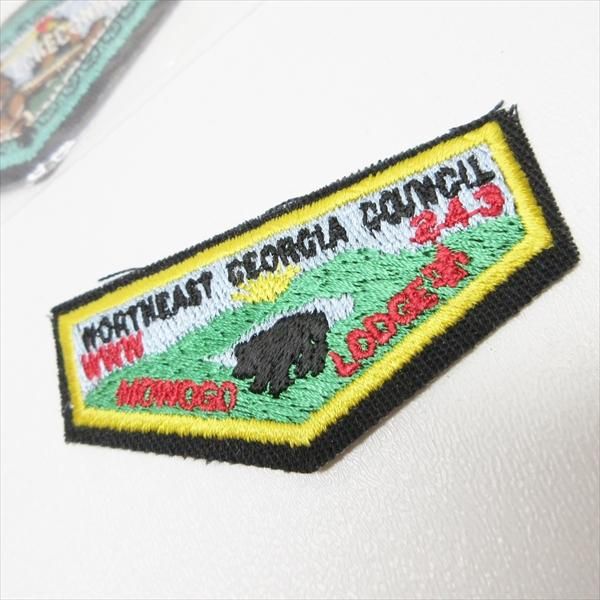 NORTHEAST GEORGIA COUNCIL
WWW 243
MOWOGO LODGE